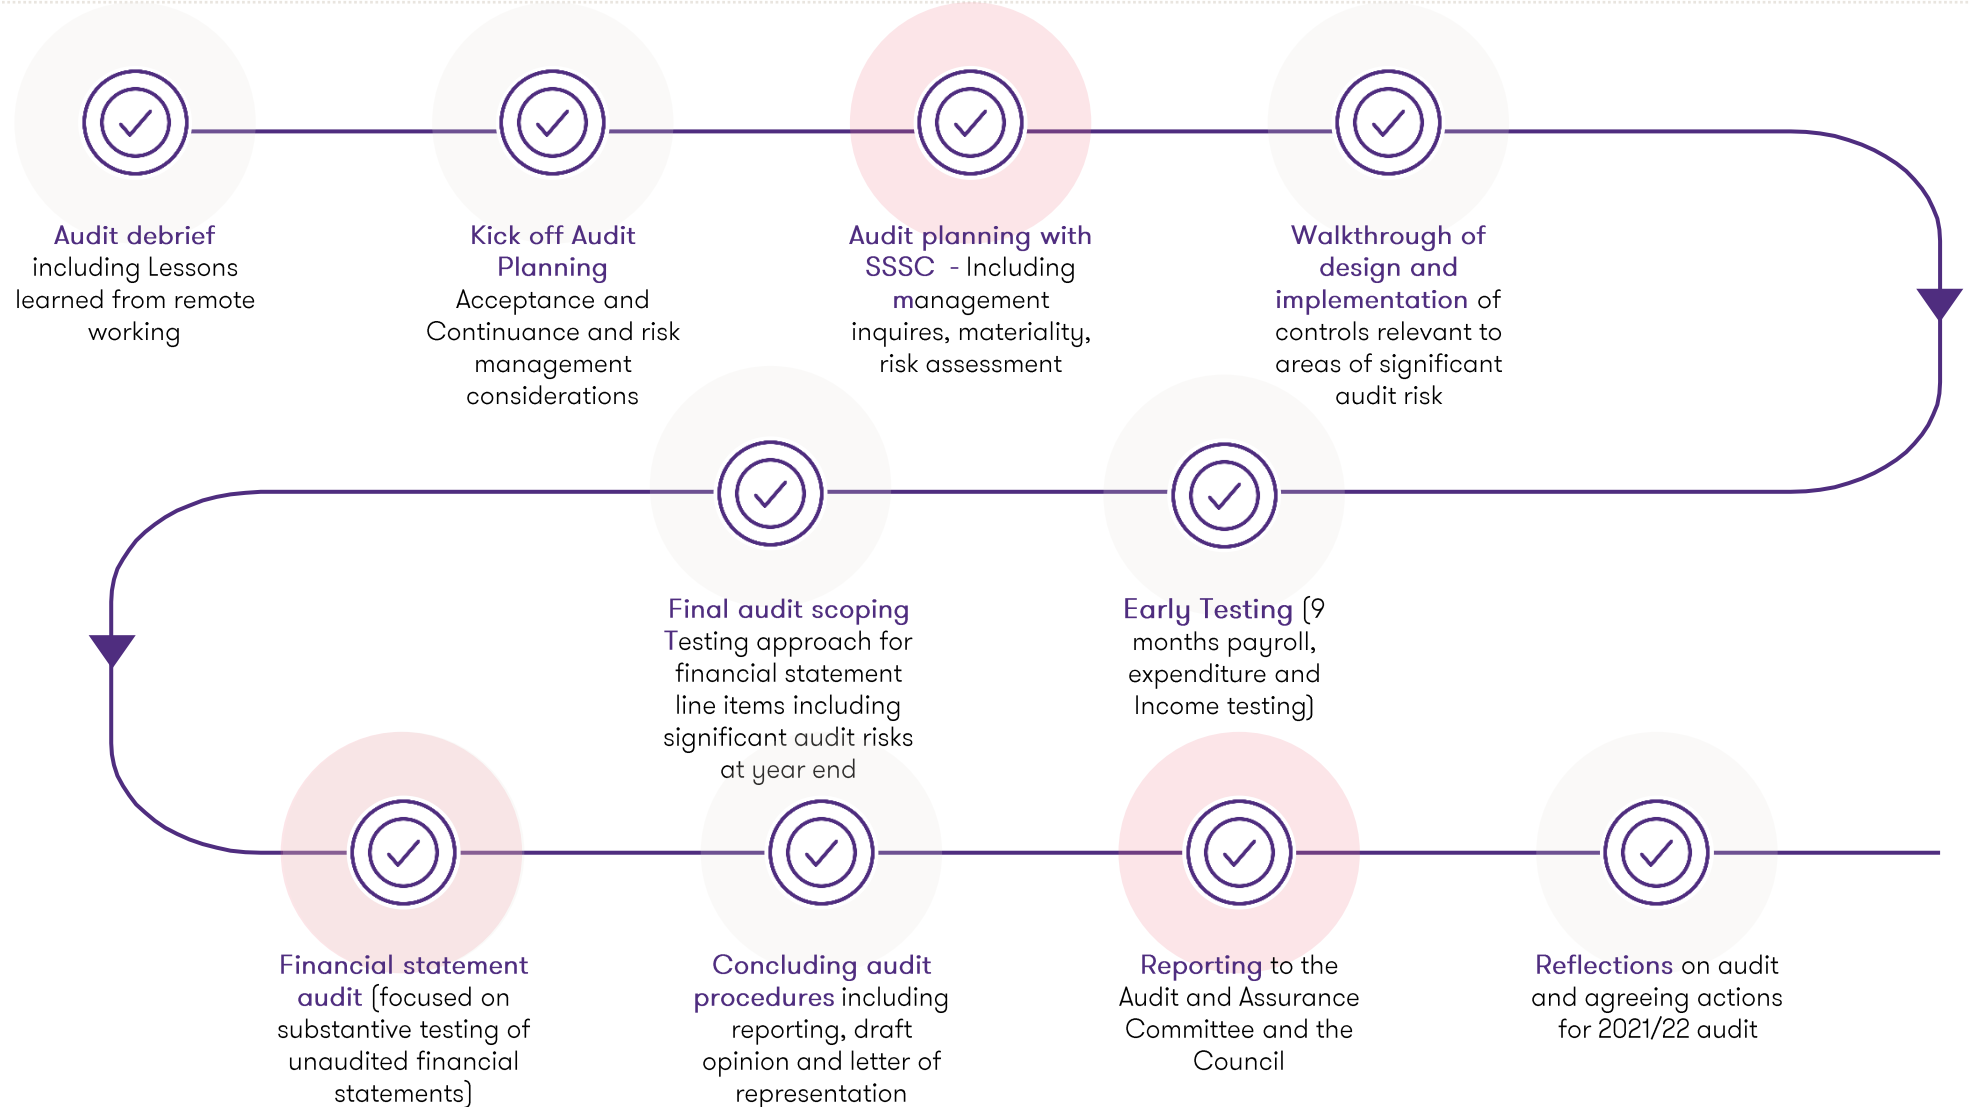 Audit debrief
including Lessons
learned from remote
working
Kick off Audit
Planning
Acceptance and
Continuance and risk
management
considerations
Audit planning with
SSSC - Including
management
inquires, materiality,
risk assessment
Walkthrough of
design and
implementation of
controls relevant to
areas of significant
audit risk
Early Testing (9
months payroll,
expenditure and
Income testing)
Final audit scoping
Testing approach for
financial statement
line items including
significant audit risks
at year end
Financial statement
audit (focused on
substantive testing of
unaudited financial
statements)
Concluding audit
procedures including
reporting, draft
opinion and letter of
representation
Reporting to the
Audit and Assurance
Committee and the
Council
Reflections on audit
and agreeing actions
for 2021/22 audit